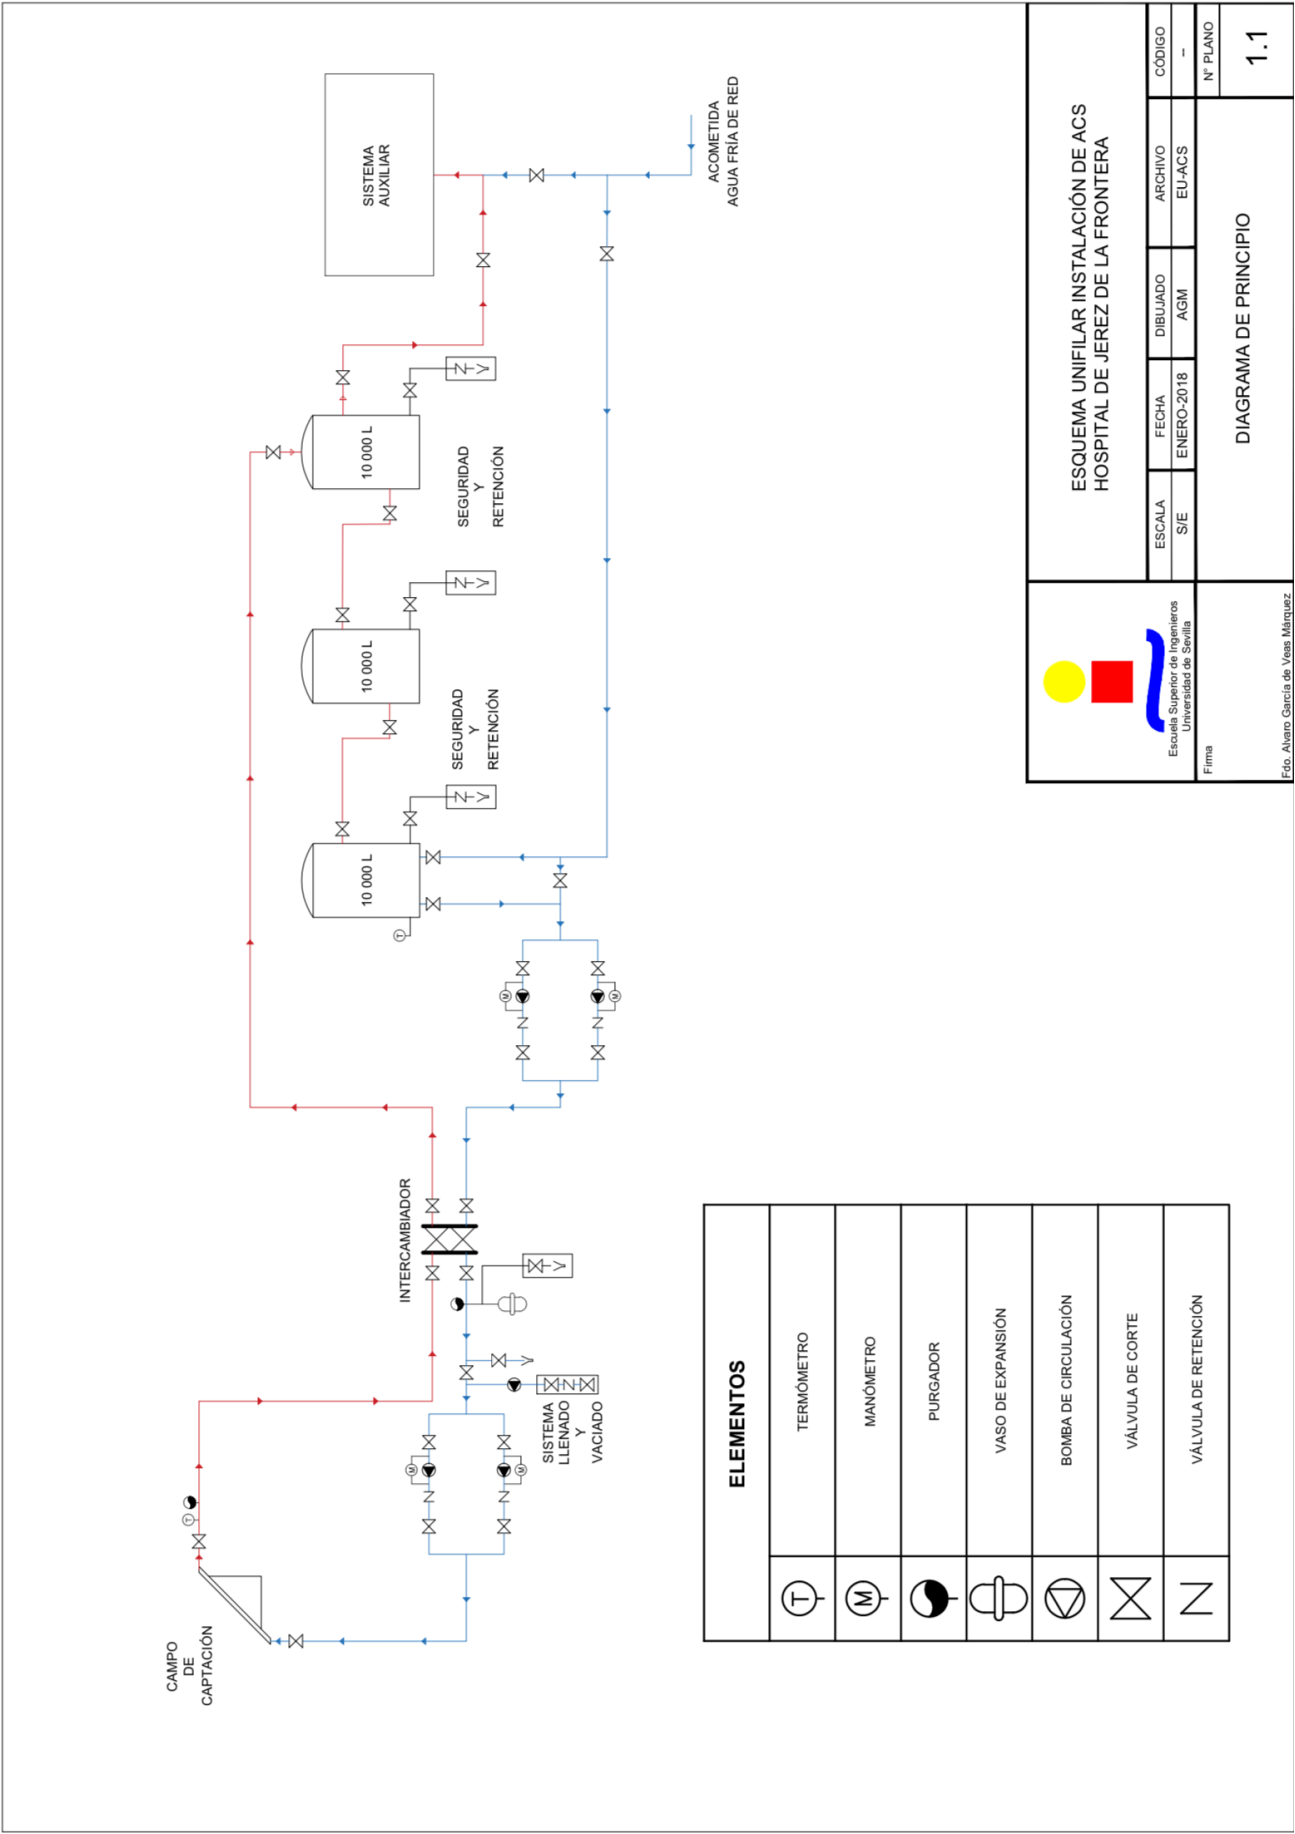 CAMPO
DE
CAPTACIÓN
T
M
M
SISTEMA
LLENADO
Y
VACIADO
INTERCAMBIADOR
M
M
T
10 000 L
SEGURIDAD
Y
RETENCIÓN
10 000 L
SEGURIDAD
Y
RETENCIÓN
10 000 L
SISTEMA
AUXILIAR
ACOMETIDA
AGUA FRÍA DE RED
ELEMENTOS
T
TERMÓMETRO
M
MANÓMETRO
PURGADOR
VASO DE EXPANSIÓN
BOMBA DE CIRCULACIÓN
VÁLVULA DE CORTE
VÁLVULA DE RETENCIÓN
Escuela Superior de Ingenieros
Universidad de Sevilla
ESQUEMA UNIFILAR INSTALACIÓN DE ACS
HOSPITAL DE JEREZ DE LA FRONTERA
ESCALA FECHA DIBUJADO ARCHIVO CÓDIGO
S/E ENERO-2018 AGM EU-ACS --
Firma
Fdo. Alvaro García de Veas Márquez
DIAGRAMA DE PRINCIPIO
Nº PLANO
1.1